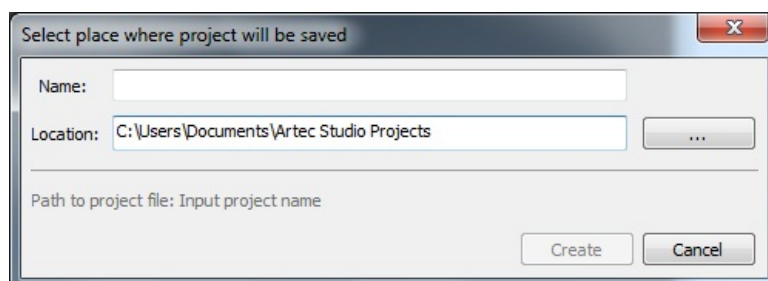 Select place where project will be saved
Name:
Location: C:\Users\Documents\Artec Studio Projects ...
Path to project file: Input project name
Create Cancel